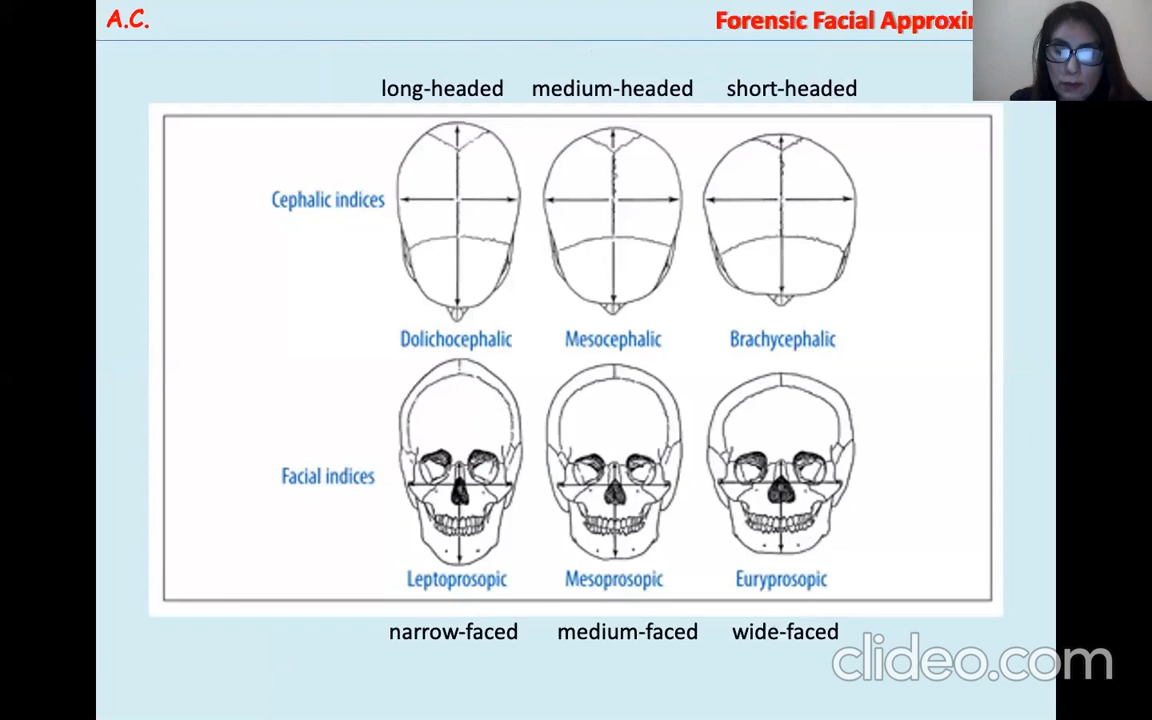 A.C.
Forensic Facial Approxi
long-headed medium-headed short-headed
Cephalic indices
Dolichocephalic Mesocephalic Brachycephalic
Facial indices
Leptoprosopic Mesoprosopic Euryprosopic
narrow-faced medium-faced wide-faced
clideo.com